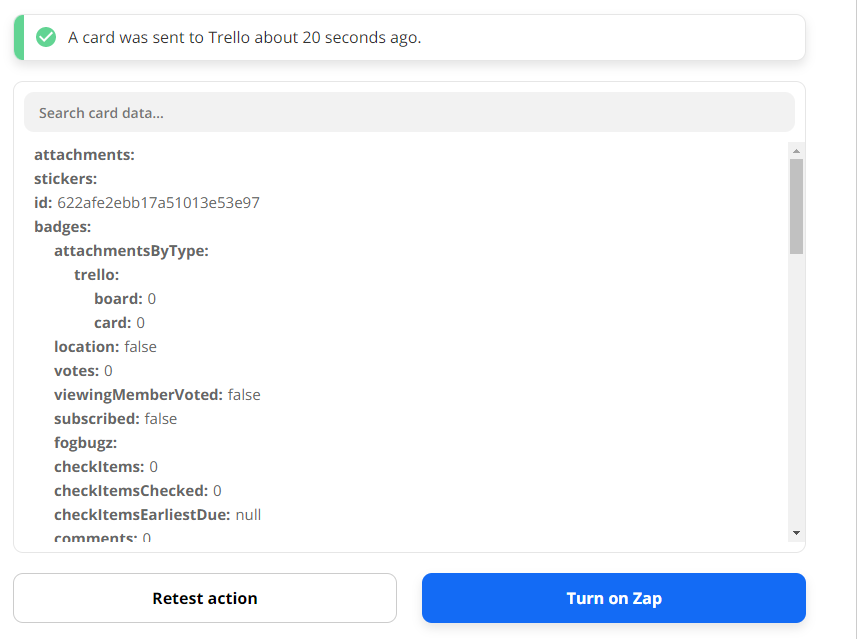 A card was sent to Trello about 20 seconds ago.
Search card data...
attachments:
stickers:
id: 622afe2ebb17a51013e53e97
badges:
attachmentsByType:
trello:
board: 0
card: 0
location: false
votes: 0
viewingMemberVoted: false
subscribed: false
fogbugz:
checkItems: 0
checkItemsChecked: 0
checkItemsEarliestDue: null
comments: 0
Retest action
Turn on Zap